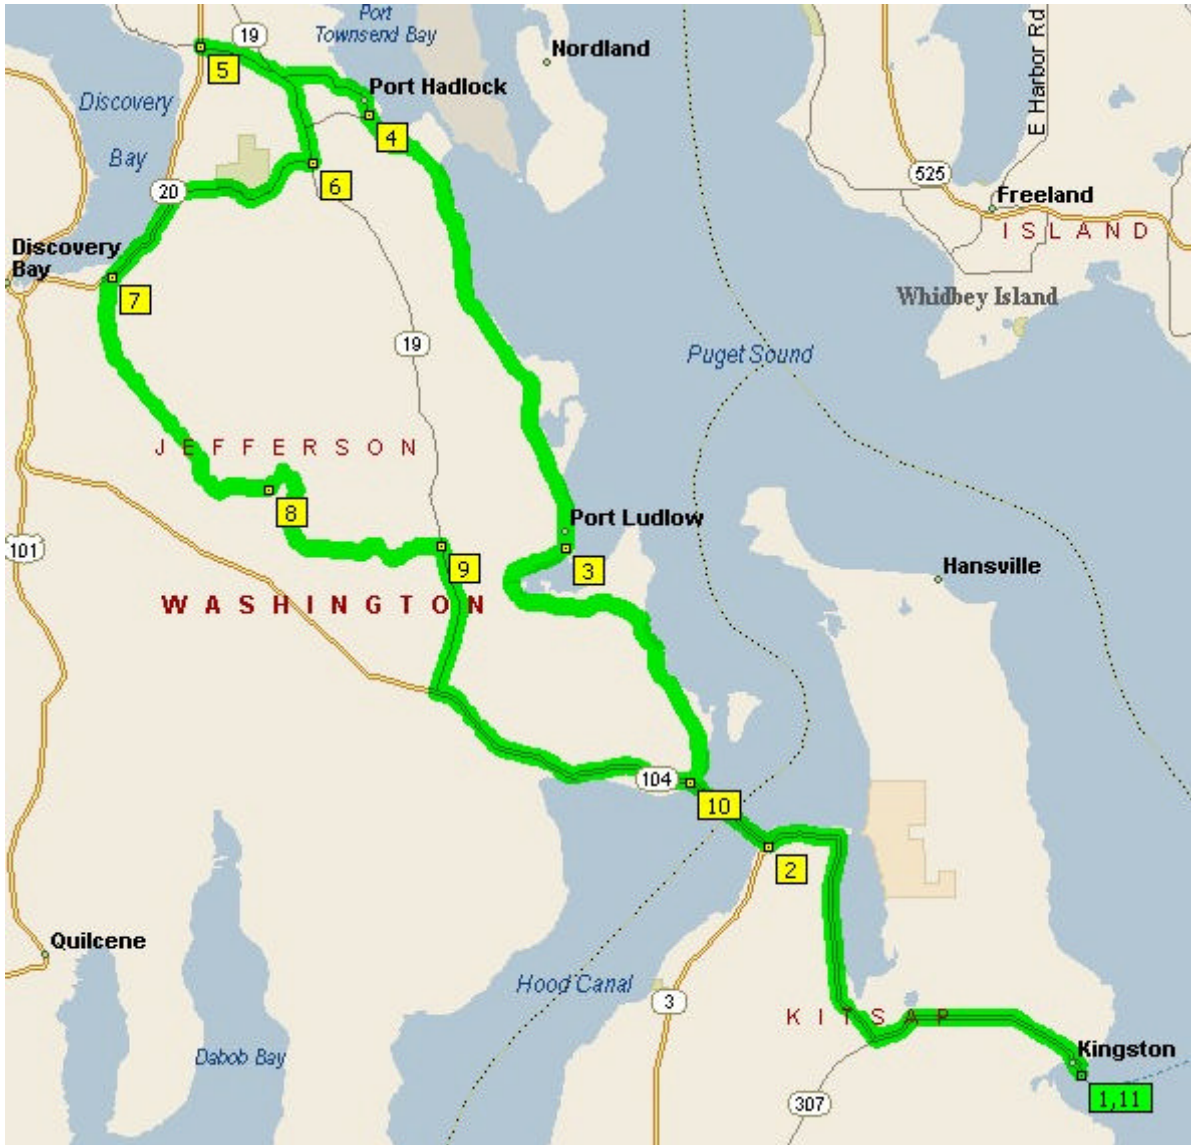 19
Port
Townsend Bay
Nordland
E Harbor Rd
5
Port Hadlock
Discovery
Bay
4
525
6
20
Freeland
ISLAND
Discovery
Bay
7
Whidbey Island
19
Puget Sound
JEFFERSON
8
Port Ludlow
101
9
3
Hansville
WASHINGTON
104
10
2
Quilcene
Hood Canal
3
KITSAP
Dabob Bay
Kingston
1,11
307